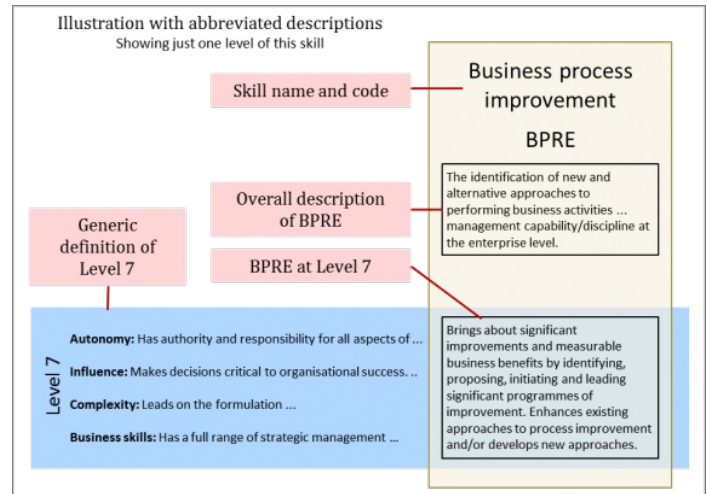 Illustration with abbreviated descriptions
Showing just one level of this skill
Business process
improvement
BPRE
Skill name and code
The identification of new and
alternative approaches to
performing business activities ...
management capability/discipline at
the enterprise level.
Overall description
of BPRE
Generic
definition of
Level 7
BPRE at Level 7
Level 7
Autonomy: Has authority and responsibility for all aspects of ...
Influence: Makes decisions critical to organisational success. ..
Complexity: Leads on the formulation ...
Business skills: Has a full range of strategic management ...
Brings about significant
improvements and measurable
business benefits by identifying,
proposing, initiating and leading
significant programmes of
improvement. Enhances existing
approaches to process improvement
and/or develops new approaches.